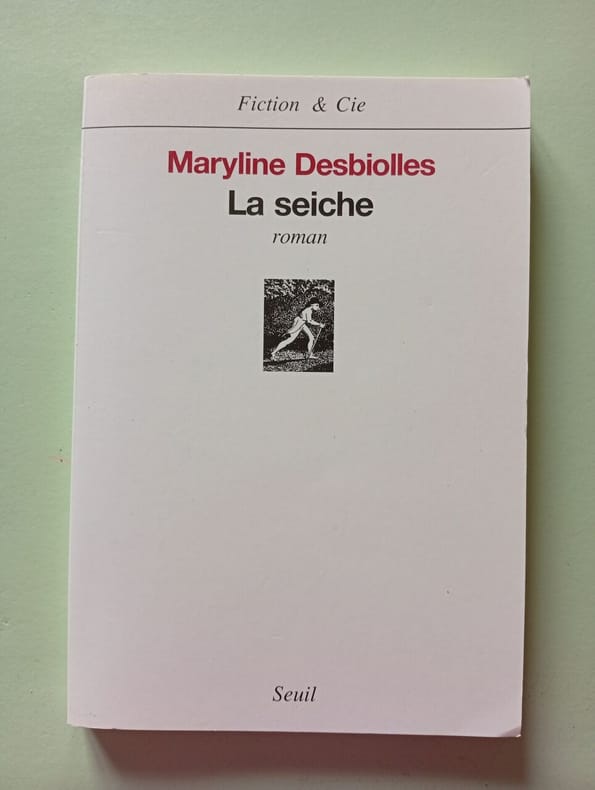 Fiction & Cie
Maryline Desbiolles
La seiche
roman
Seuil